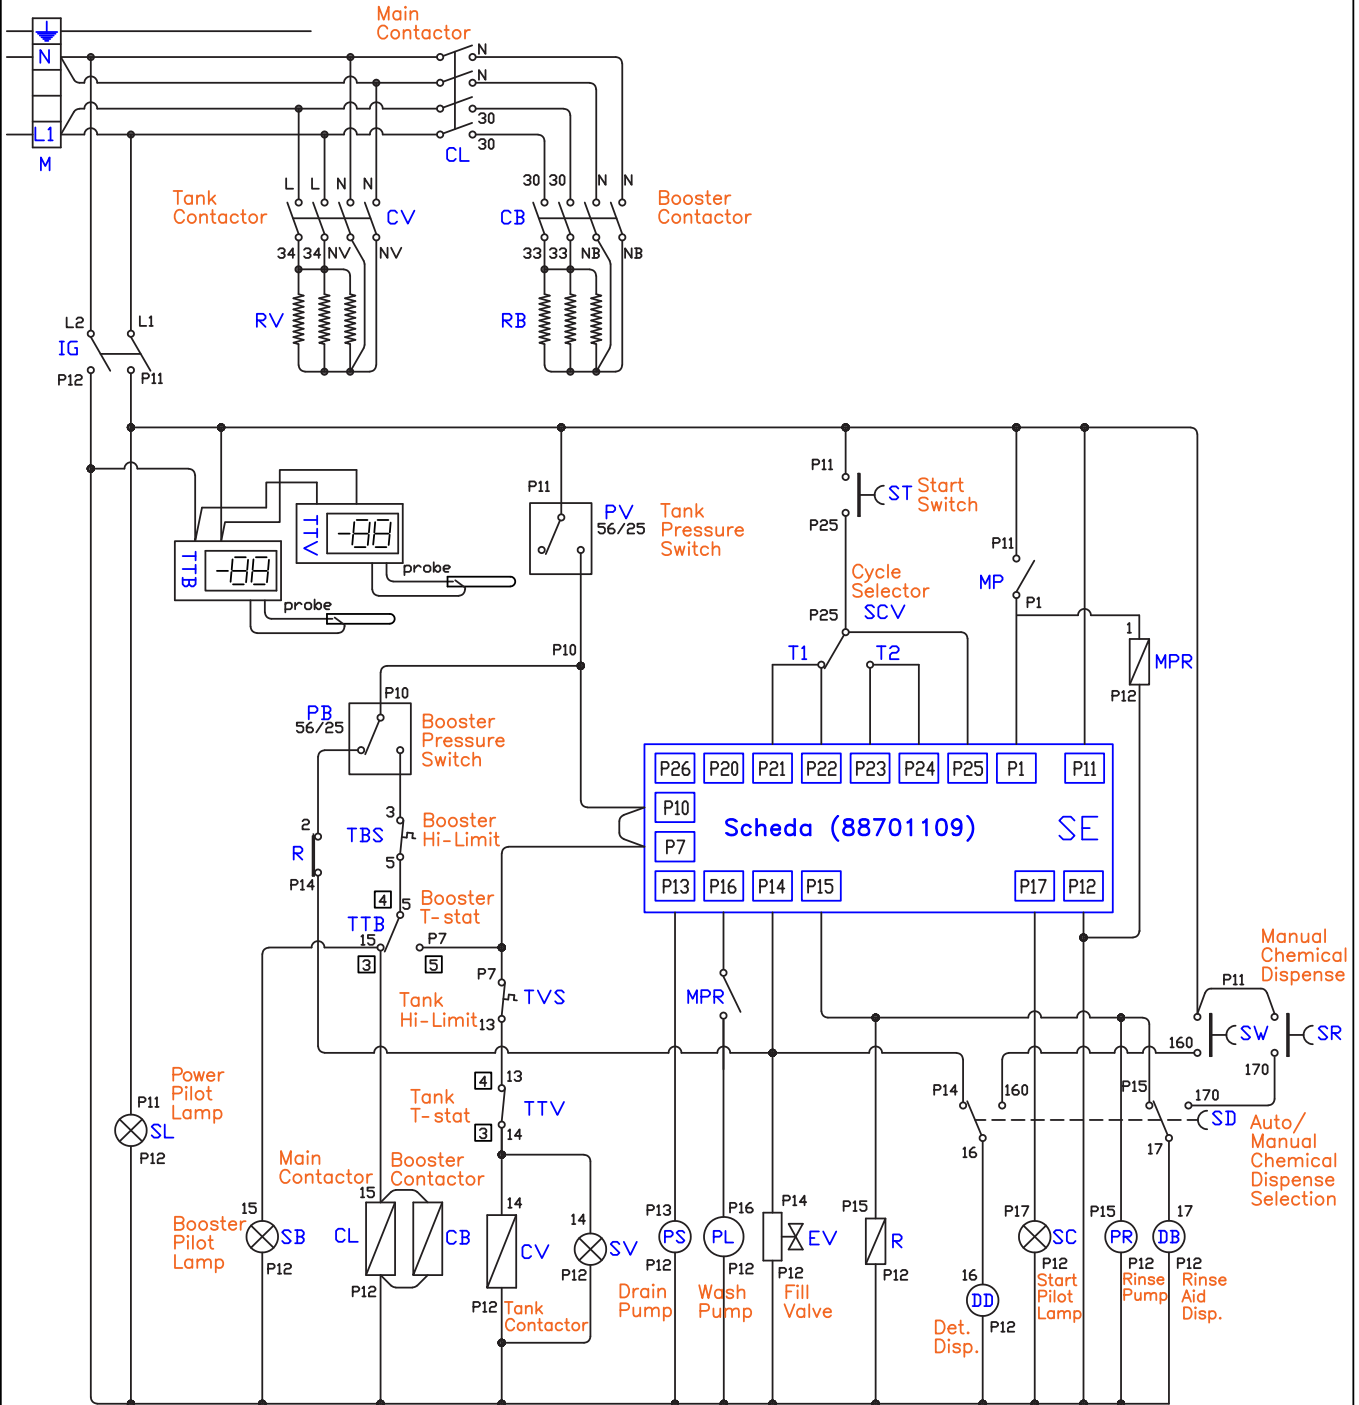 Main
Contactor
N
N
N
30
L1
30
M
CL
L
L
N
N
30
30
N
N
Tank
Contactor
CV
CB
Booster
Contactor
34
34
NV
NV
33
33
NB
NB
RV
RB
L2
L1
IG
P12
P11
P11
ST
Start
Switch
P11
PV
56/25
Tank
Pressure
Switch
P25
TTV
-88
TTB
-88
probe
probe
P11
MP
P1
Cycle
Selector
SCV
P25
1
MPR
P12
T1
T2
P10
P10
PB
56/25
Booster
Pressure
Switch
P26
P20
P21
P22
P23
P24
P25
P1
P11
P10
Scheda (88701109)
SE
P7
P13
P16
P14
P15
P17
P12
2
R
P14
3
TBS
5
Booster
Hi-Limit
4
5
Booster
T-stat
TTB
15
P7
3
5
P7
TVS
Tank
Hi-Limit
13
MPR
Manual
Chemical
Dispense
P11
SW
SR
160
170
4
13
Tank
T-stat
TTV
3
14
P14
160
P15
170
SD
Auto/
Manual
Chemical
Dispense
Selection
16
17
Power
Pilot
Lamp
P11
SL
P12
Main
Contactor
Booster
Contactor
15
15
Booster
Pilot
Lamp
SB
P12
CL
CB
P12
14
CV
P12
Tank
Contactor
14
SV
P12
P13
PS
P12
Drain
Pump
P16
PL
P12
Wash
Pump
P14
EV
P12
Fill
Valve
P15
R
P12
16
DD
P12
Det.
Disp.
P17
SC
P12
Start
Pilot
Lamp
P15
PR
P12
Rinse
Pump
17
DB
P12
Rinse
Aid
Disp.